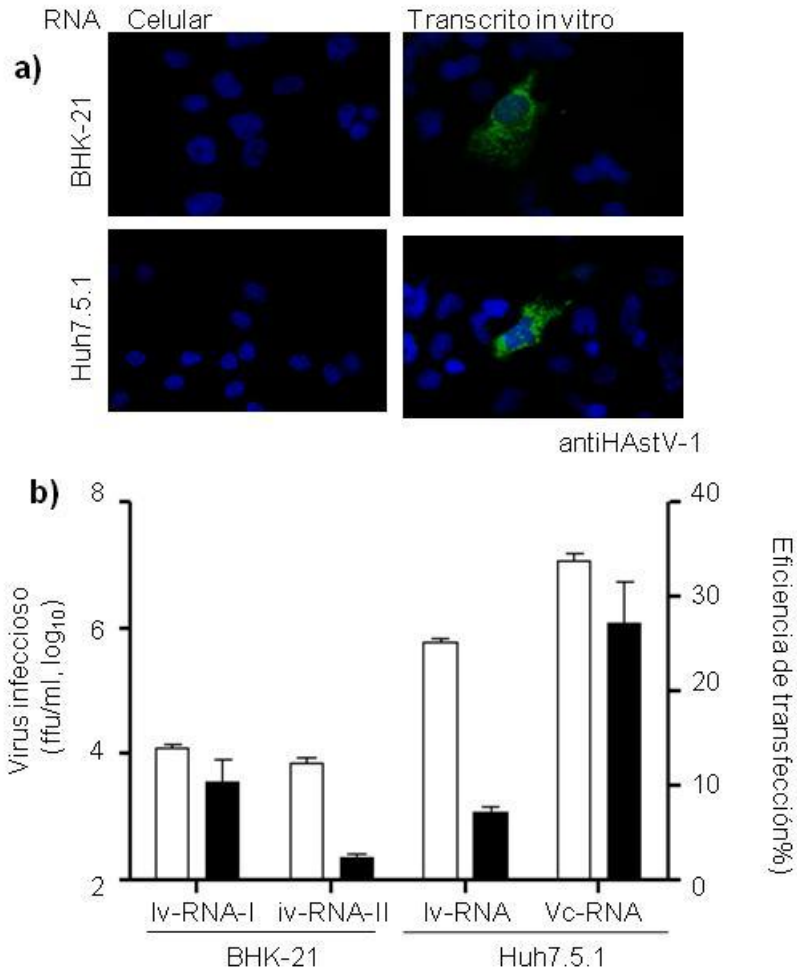 RNA Celular Transcrito in vitro
a)
BHK-21
Huh7.5.1
antiHAstV-1
b)
Virus infeccioso
(ffu/ml, log10)
8
6
4
2
40
30
20
10
0
Eficiencia de transfección%)
Iv-RNA-I iv-RNA-II Iv-RNA Vc-RNA
BHK-21 Huh7.5.1